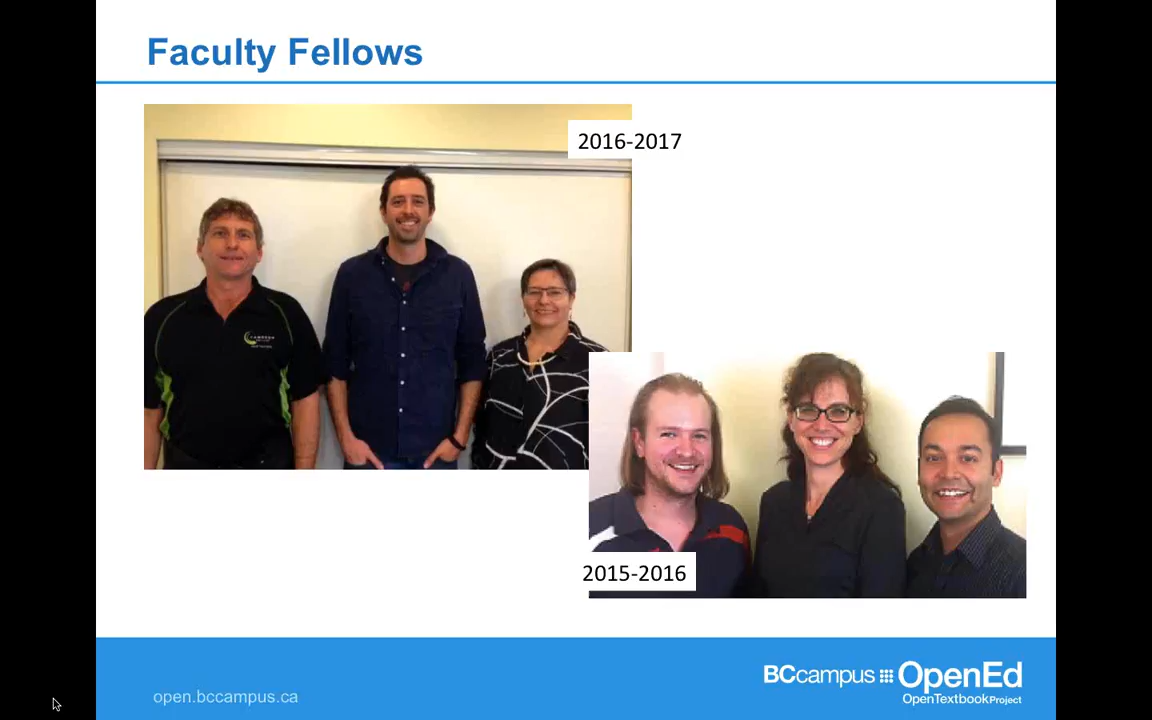 Faculty Fellows
2016-2017
2015-2016
open.bccampus.ca
BCcampus OpenEd
OpenTextbookProject